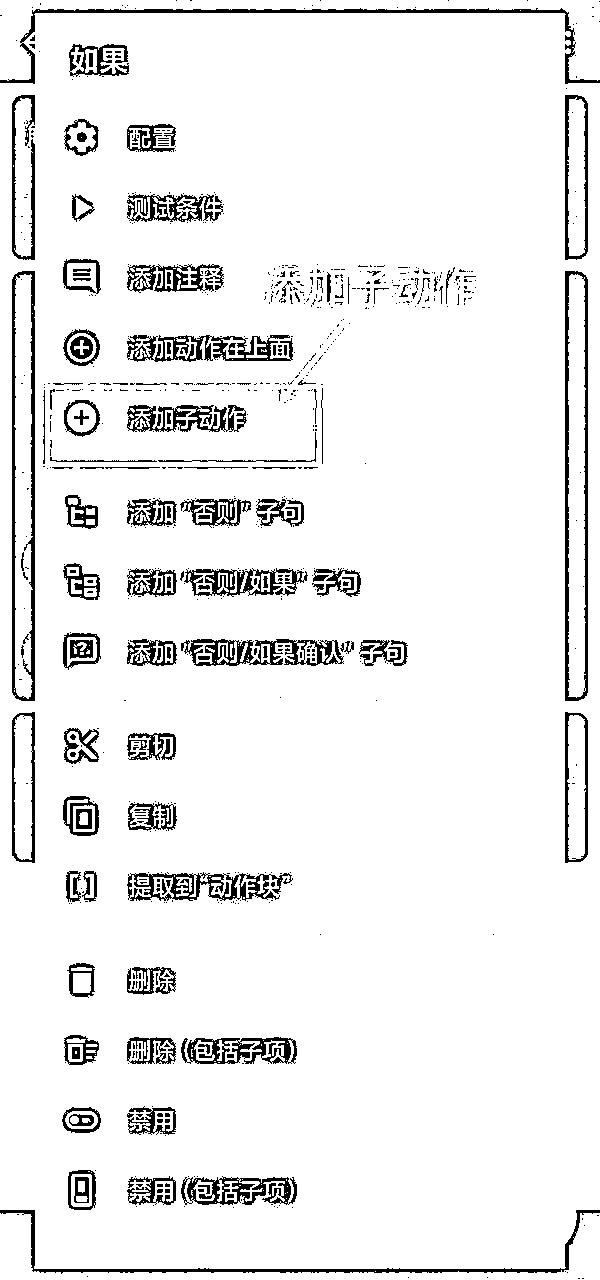 如果
配置
测试条件
添加注释
添加子动作
添加动作在上面
添加子动作
添加“否则”子句
添加“否则/如果”子句
添加“否则/如果确认”子句
剪切
复制
提取到“动作块”
删除
删除(包括子项)
禁用
禁用(包括子项)